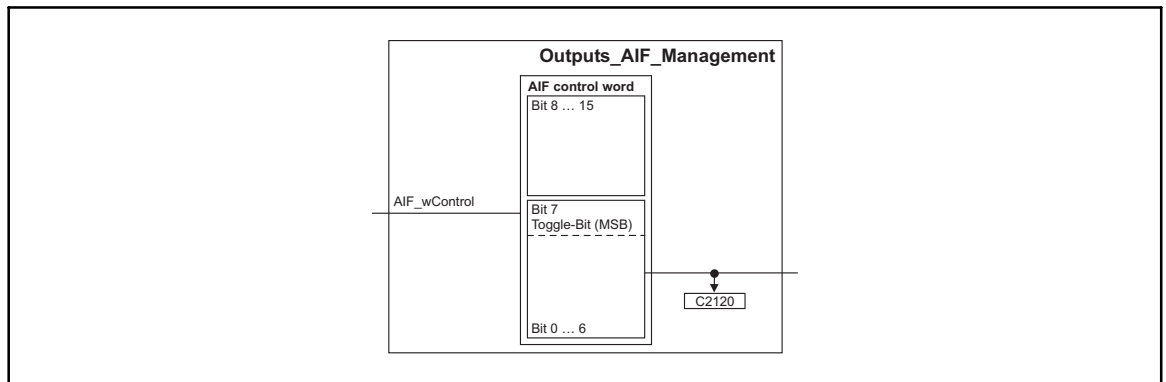 Outputs_AIF_Management
AIF control word
Bit 8 … 15
AIF_wControl
Bit 7
Toggle-Bit (MSB)
C2120
Bit 0 … 6